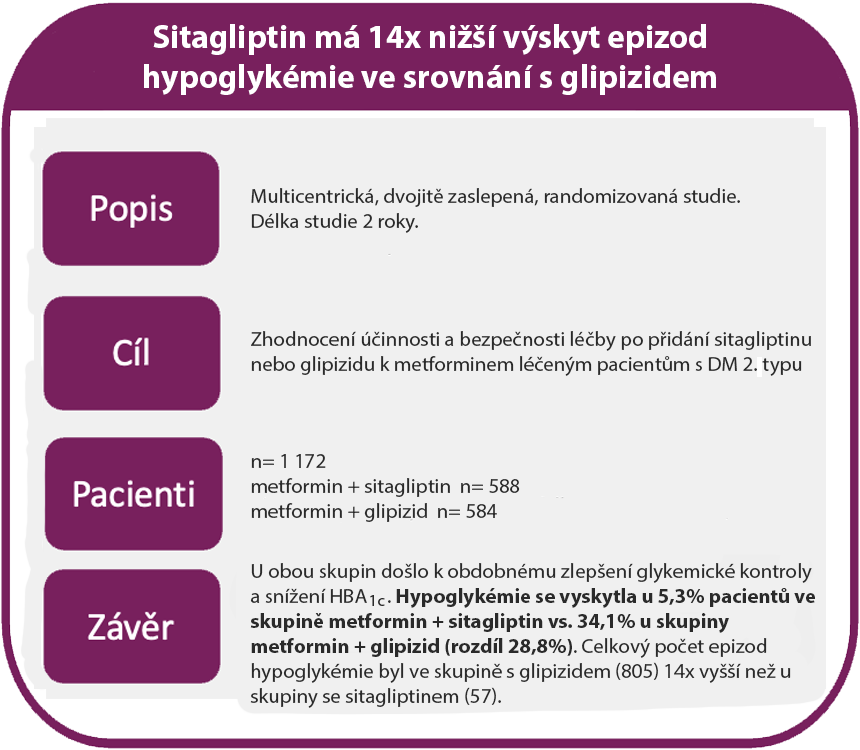 Sitagliptin má 14x nižší výskyt epizod
hypoglykémie ve srovnání s glipizidem
Popis
Multicentrická, dvojitě zaslepená, randomizovaná studie.
Délka studie 2 roky.
Cíl
Zhodnocení účinnosti a bezpečnosti léčby po přidání sitagliptinu
nebo glipizidu k metforminem léčeným pacientům s DM 2. typu
Pacienti
n= 1 172
metformin + sitagliptin n= 588
metformin + glipizid n= 584
Závěr
U obou skupin došlo k obdobnému zlepšení glykemické kontroly
a snížení HBA1c. Hypoglykémie se vyskytla u 5,3% pacientů ve
skupině metformin + sitagliptin vs. 34,1% u skupiny
metformin + glipizid (rozdíl 28,8%). Celkový počet epizod
hypoglykémie byl ve skupině s glipizidem (805) 14x vyšší než u
skupiny se sitagliptinem (57).